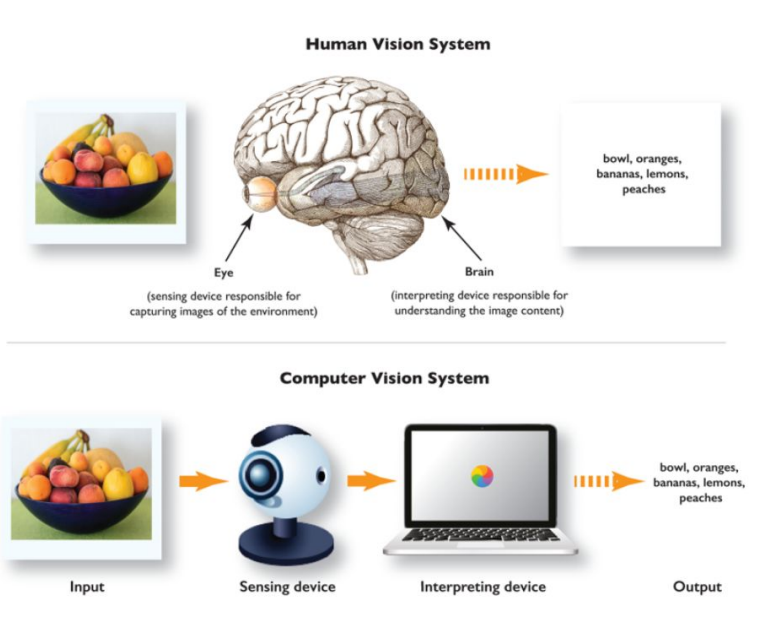 Human Vision System
bowl, oranges,
bananas, lemons,
peaches
Eye
(sensing device responsible for
capturing images of the environment)
Brain
(interpreting device responsible for
understanding the image content)
Computer Vision System
bowl, oranges,
bananas, lemons,
peaches
Input
Sensing device
Interpreting device
Output